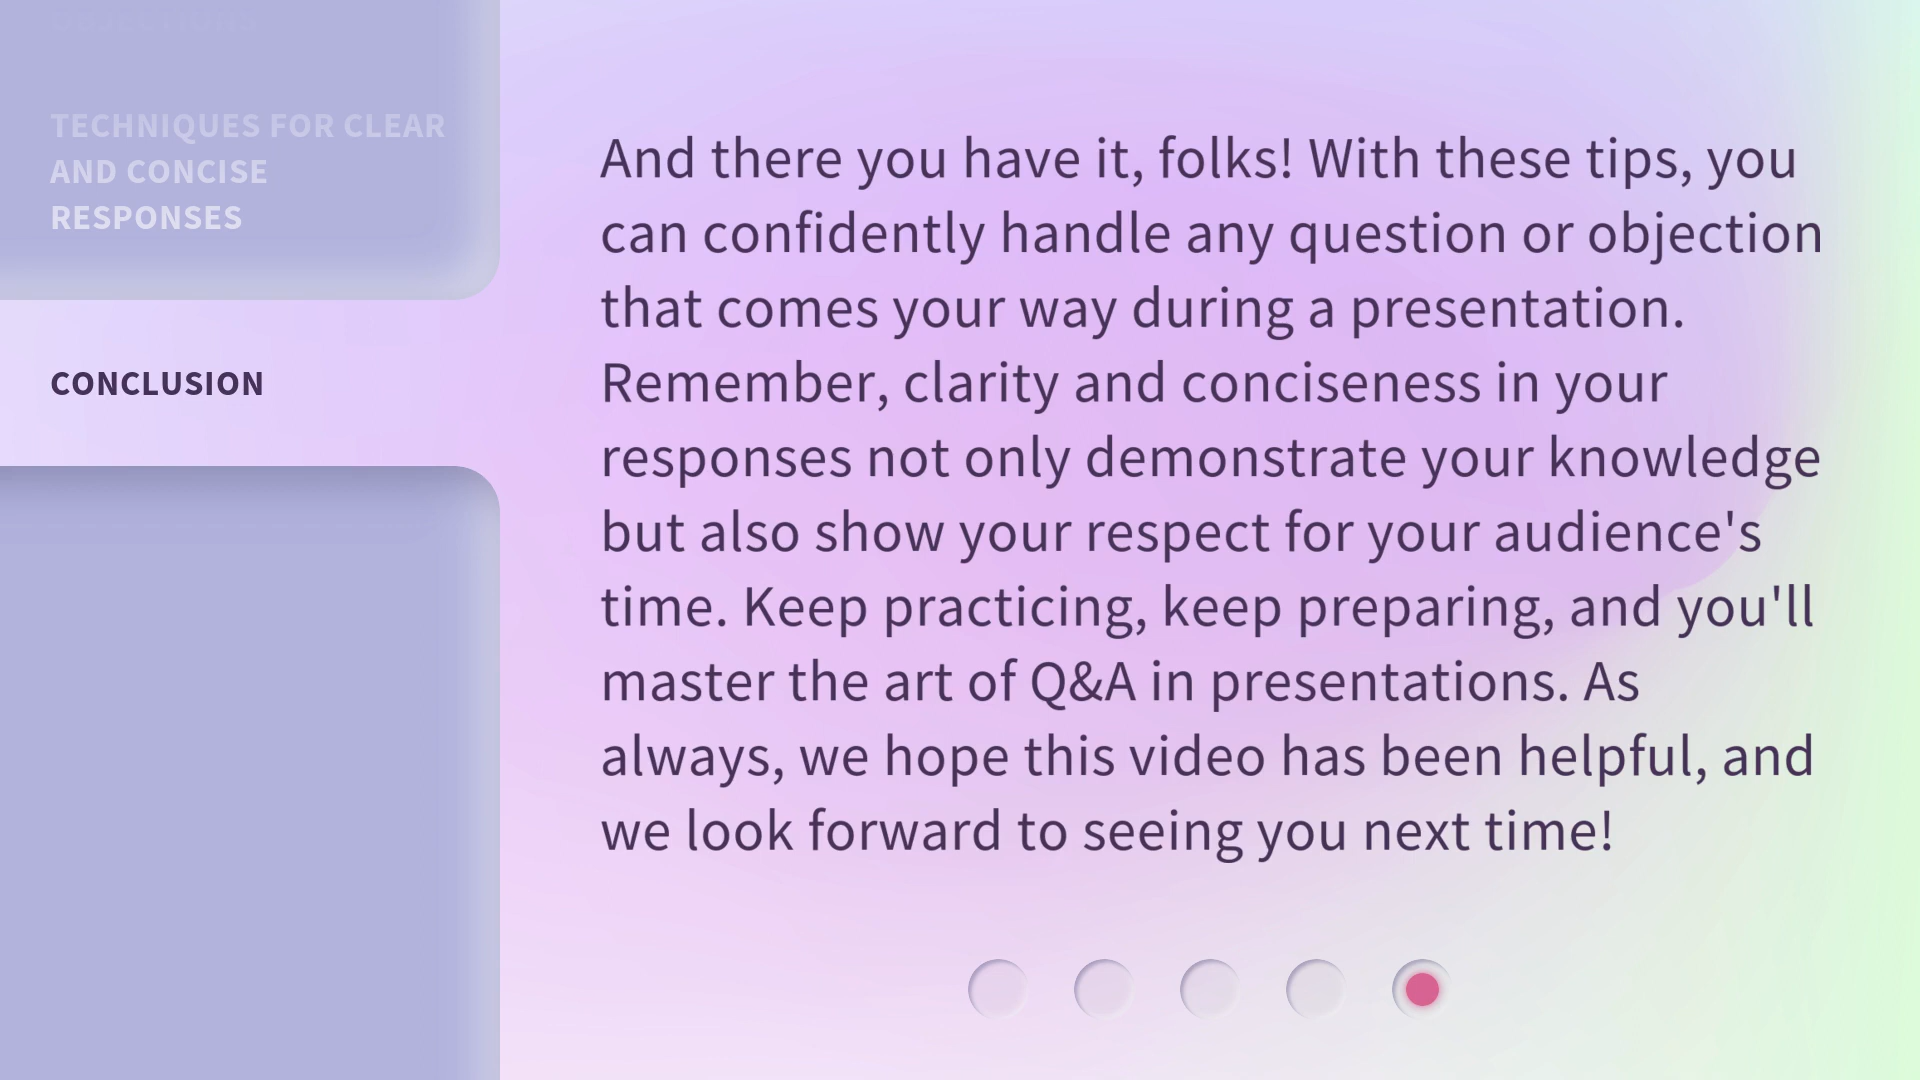 OBJECTIONS
TECHNIQUES FOR CLEAR
AND CONCISE
RESPONSES
CONCLUSION
And there you have it, folks! With these tips, you
can confidently handle any question or objection
that comes your way during a presentation.
Remember, clarity and conciseness in your
responses not only demonstrate your knowledge
but also show your respect for your audience's
time. Keep practicing, keep preparing, and you'll
master the art of Q&A in presentations. As
always, we hope this video has been helpful, and
we look forward to seeing you next time!